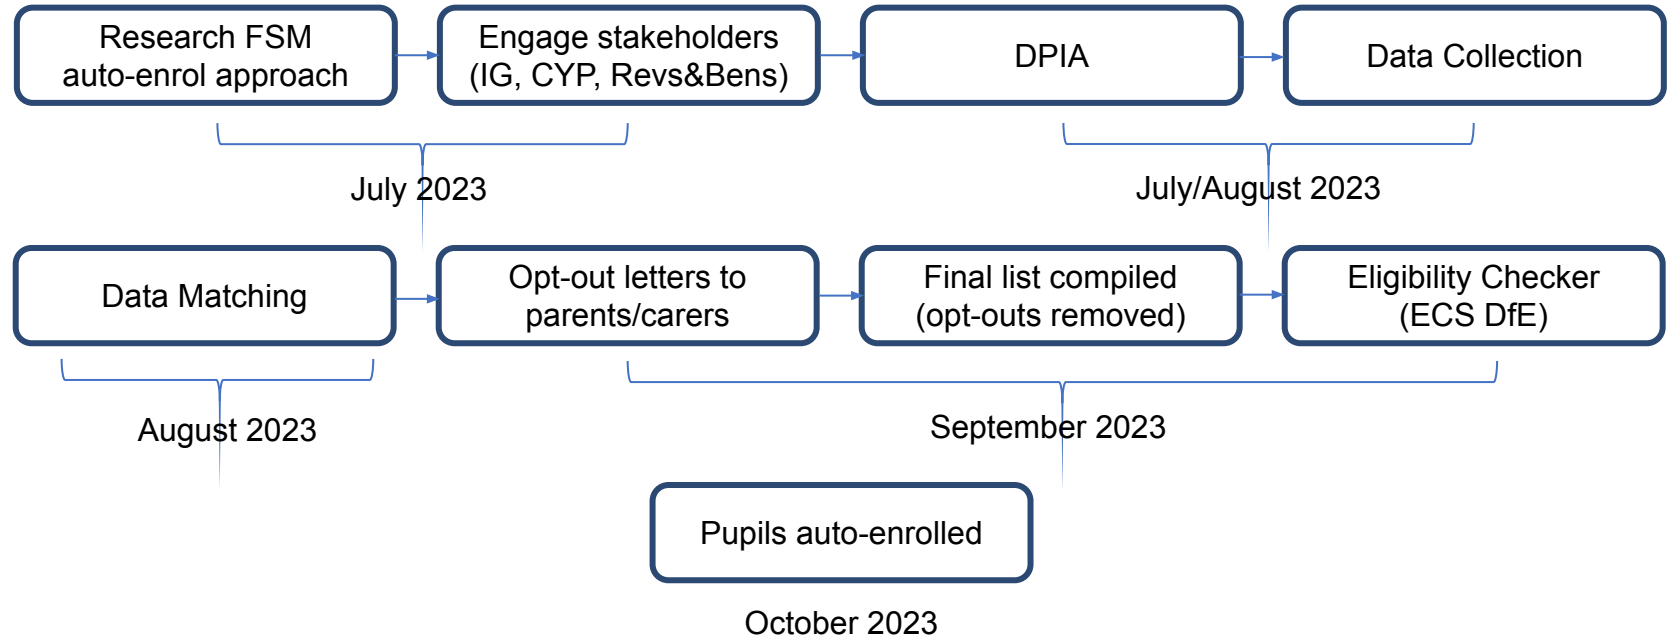 Research FSM
auto-enrol approach
Engage stakeholders
(IG, CYP, Revs&Bens)
DPIA
Data Collection
July 2023
July/August 2023
Data Matching
Opt-out letters to
parents/carers
Final list compiled
(opt-outs removed)
Eligibility Checker
(ECS DfE)
August 2023
September 2023
Pupils auto-enrolled
October 2023